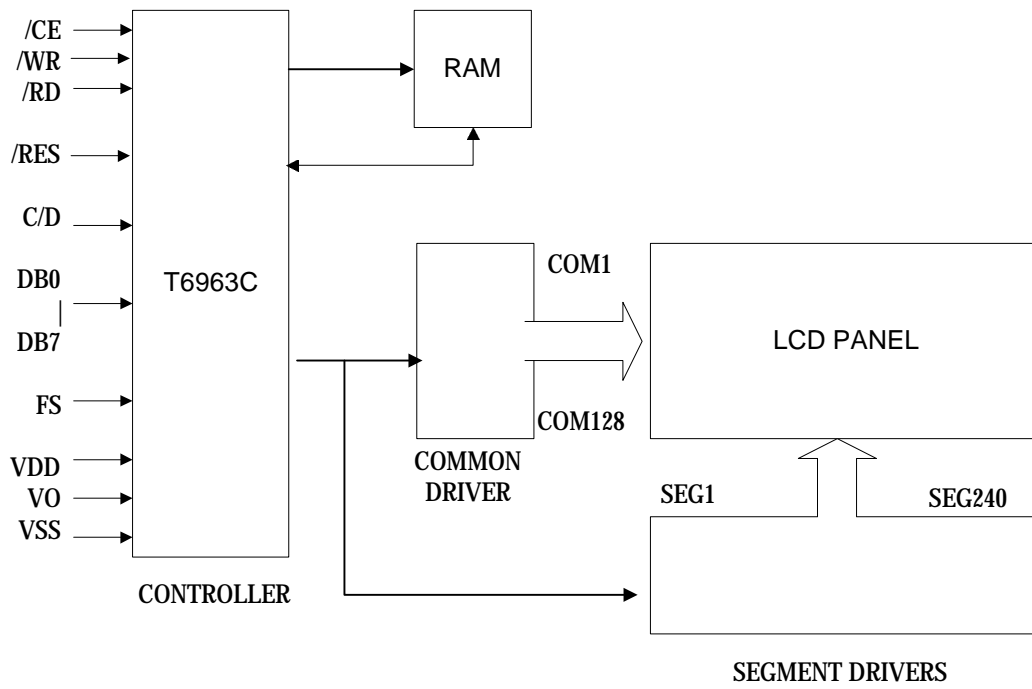 /CE
/WR
/RD
/RES
C/D
DB0
|
DB7
FS
VDD
VO
VSS
T6963C
CONTROLLER
RAM
COM1
COM128
COMMON
DRIVER
LCD PANEL
SEG1
SEG240
SEGMENT DRIVERS